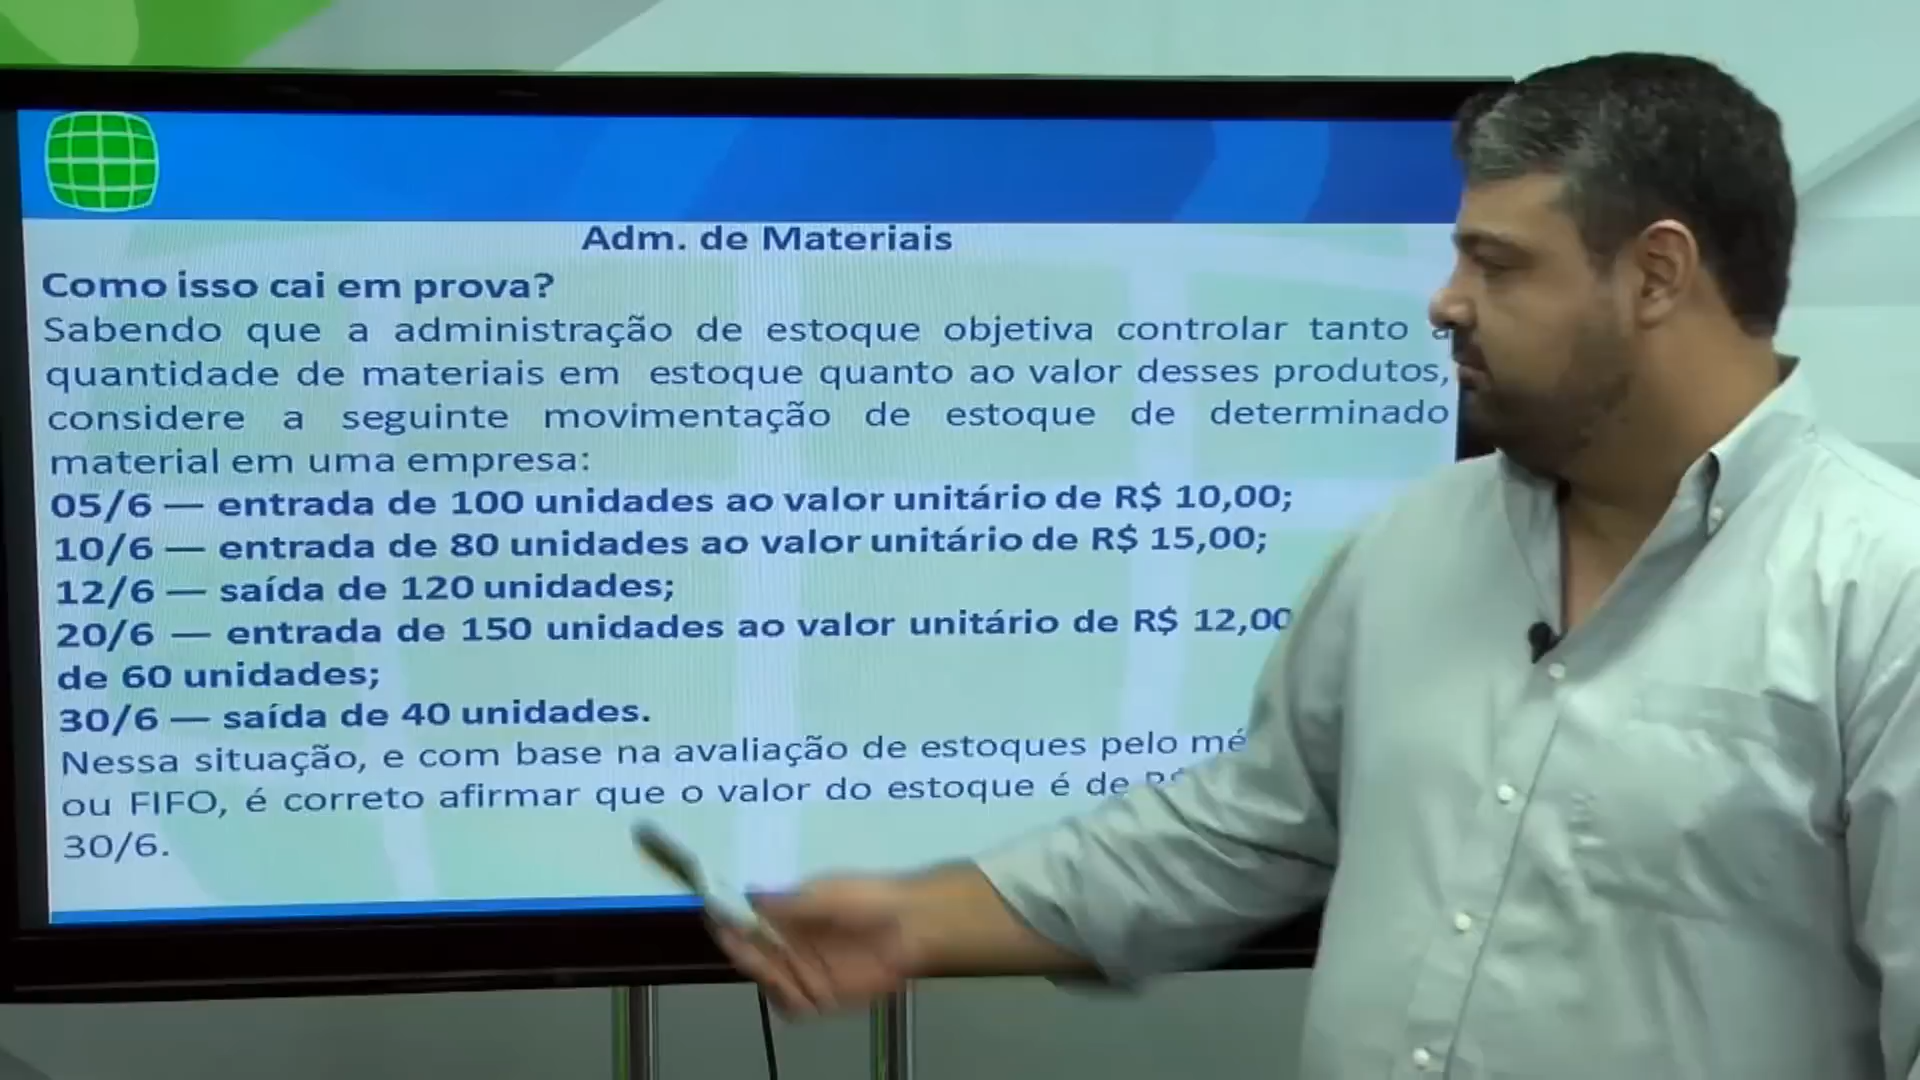 Adm. de Materiais
Como isso cai em prova?
Sabendo que a administração de estoque objetiva controlar tanto a
quantidade de materiais em estoque quanto ao valor desses produtos,
considere a seguinte movimentação de estoque de determinado
material em uma empresa:
05/6 — entrada de 100 unidades ao valor unitário de R$ 10,00;
10/6 — entrada de 80 unidades ao valor unitário de R$ 15,00;
12/6 — saída de 120 unidades;
20/6 — entrada de 150 unidades ao valor unitário de R$ 12,00
de 60 unidades;
30/6 — saída de 40 unidades.
Nessa situação, e com base na avaliação de estoques pelo
ou FIFO, é correto afirmar que o valor do estoque é de
30/6.